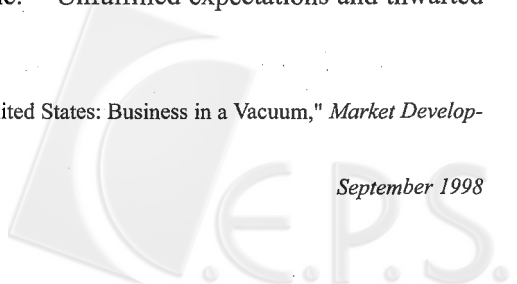 Unfulfilled expectations and thwarted
ited States: Business in a Vacuum," Market Develop-
September 1998
C.E.P.S.